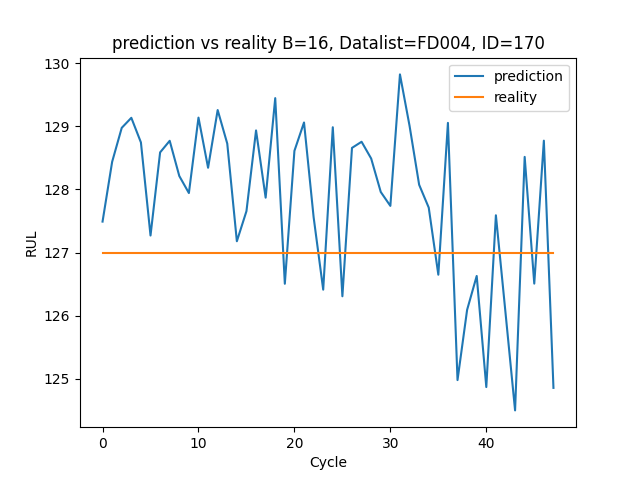 prediction vs reality B=16, Datalist=FD004, ID=170
prediction
reality
130
129
128
127
126
125
RUL
0 10 20 30 40
Cycle